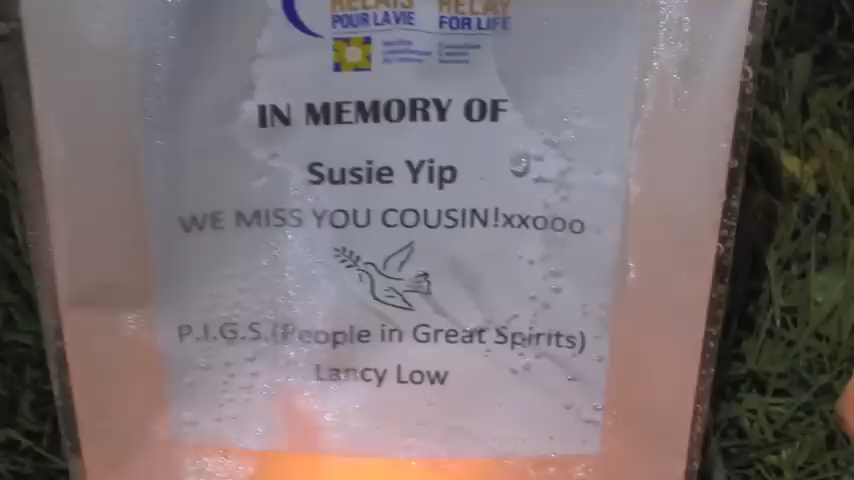 RELAIS RELAY
POUR LA VIE FOR LIFE
IN MEMORY OF
Susie Yip
WE MISS YOU COUSIN!xxooo
P.I.G.S.(People in Great Spirits)
Lancy Low